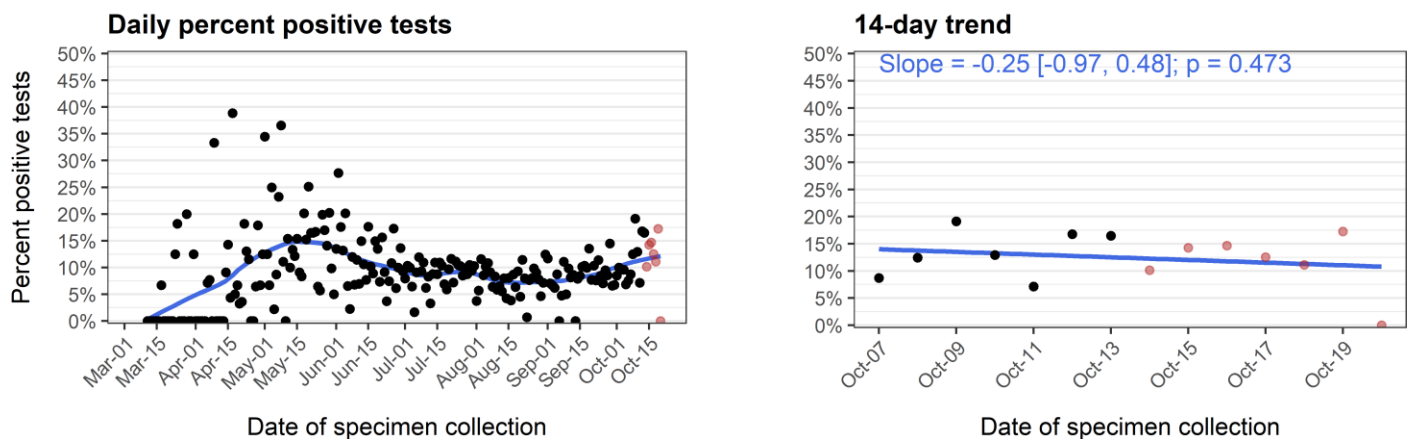 Daily percent positive tests
Percent positive tests
50%
45%
40%
35%
30%
25%
20%
15%
10%
5%
0%
Mar-01
Mar-15
Apr-01
Apr-15
May-01
May-15
Jun-01
Jun-15
Jul-01
Jul-15
Aug-01
Aug-15
Sep-01
Sep-15
Oct-01
Oct-15
Date of specimen collection
14-day trend
Slope = -0.25 [-0.97, 0.48]; p = 0.473
50%
45%
40%
35%
30%
25%
20%
15%
10%
5%
0%
Oct-07
Oct-09
Oct-11
Oct-13
Oct-15
Oct-17
Oct-19
Date of specimen collection